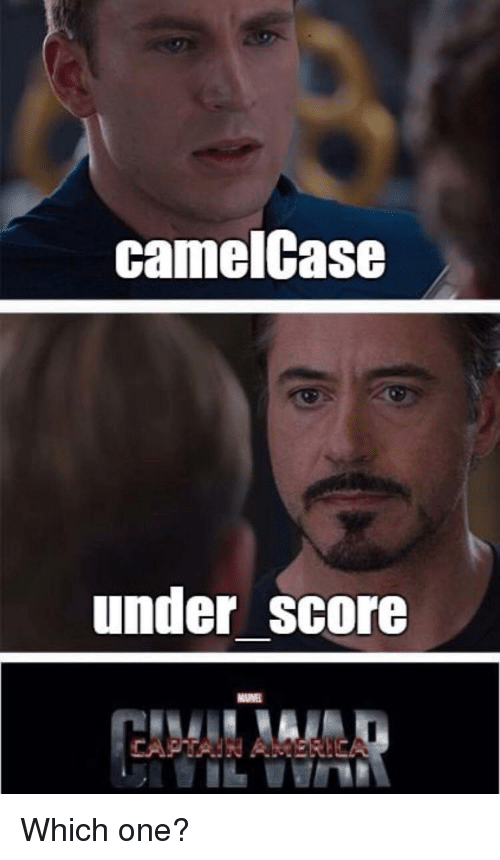 camelCase
under_score
MARVEL
CAPTAIN AMERICA
CIVIL WAR
Which one?